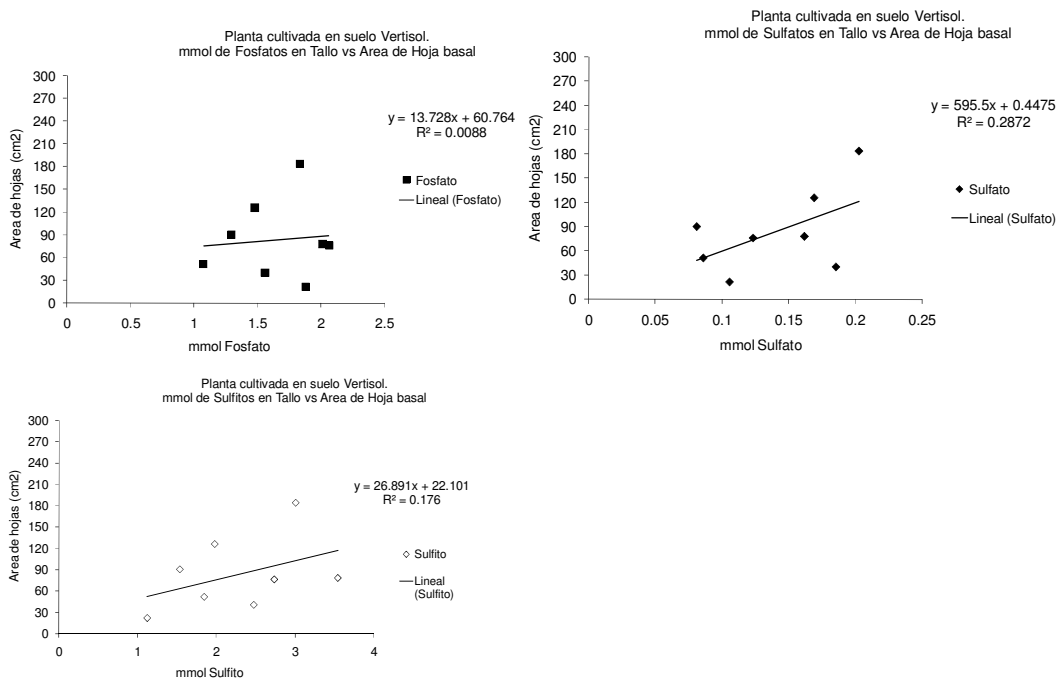 Planta cultivada en suelo Vertisol.
mmol de Fosfatos en Tallo vs Area de Hoja basal
300
270
240
210
180
150
120
90
60
30
0
Area de hojas (cm2)
0
0.5
1
1.5
2
2.5
mmol Fosfato
y = 13.728x + 60.764
R² = 0.0088
Fosfato
Lineal (Fosfato)
Planta cultivada en suelo Vertisol.
mmol de Sulfatos en Tallo vs Area de Hoja basal
300
270
240
210
180
150
120
90
60
30
0
Area de hojas (cm2)
0
0.05
0.1
0.15
0.2
0.25
mmol Sulfato
y = 595.5x + 0.4475
R² = 0.2872
Sulfato
Lineal (Sulfato)
Planta cultivada en suelo Vertisol.
mmol de Sulfitos en Tallo vs Area de Hoja basal
300
270
240
210
180
150
120
90
60
30
0
Area de hojas (cm2)
0
1
2
3
4
mmol Sulfito
y = 26.891x + 22.101
R² = 0.176
Sulfito
Lineal
(Sulfito)